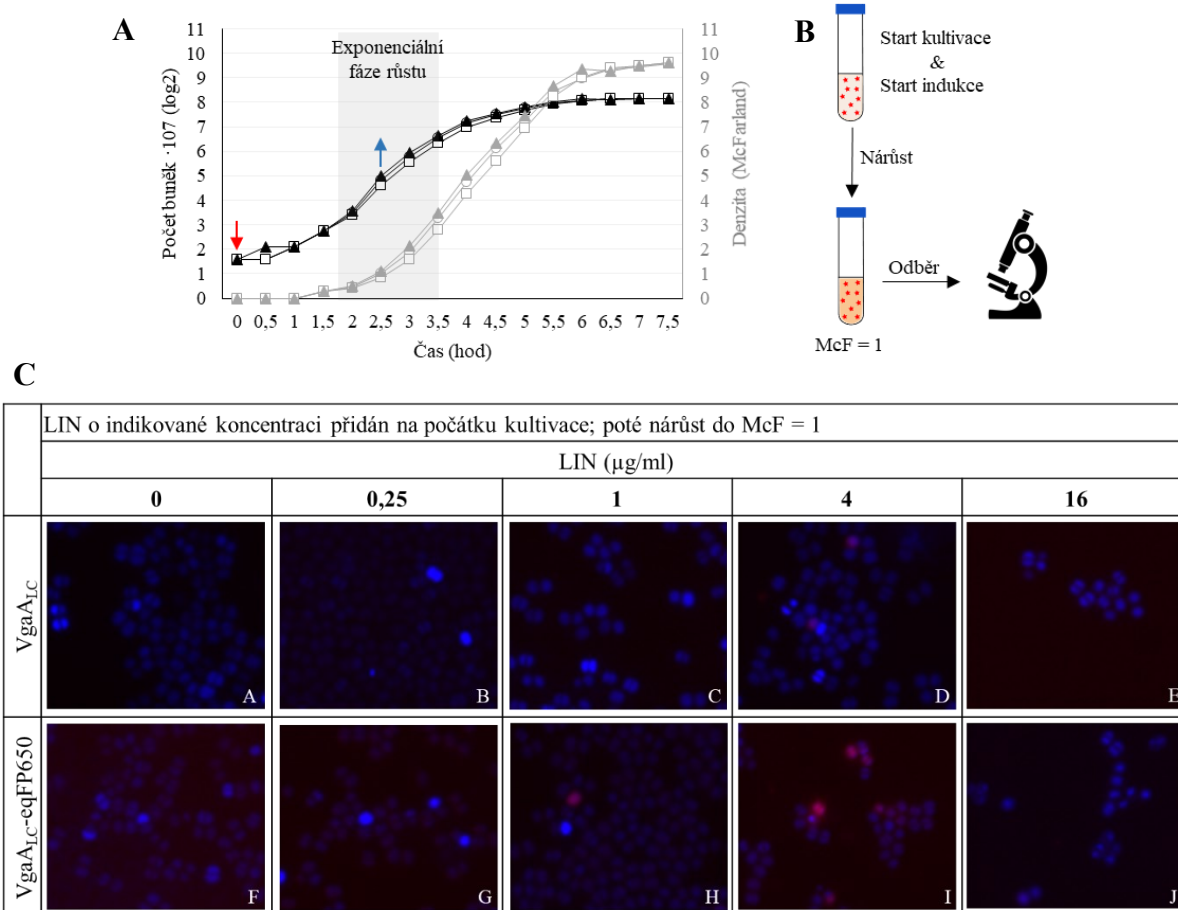 A
Exponenciální
fáze růstu
Počet buněk ·107 (log2)
11
10
9
8
7
6
5
4
3
2
1
0
0 0,5 1 1,5 2 2,5 3 3,5 4 4,5 5 5,5 6 6,5 7 7,5
Čas (hod)
11
10
9
8
7
6
5
4
3
2
1
0
Denzita (McFarland)
B
Start kultivace
&
Start indukce
Nárůst
Odběr
McF = 1
C
LIN o indikované koncentraci přidán na počátku kultivace; poté nárůst do McF = 1
LIN (µg/ml)
0 0,25 1 4 16
VgaALC
A B C D E
VgaALC-eqFP650
F G H I J